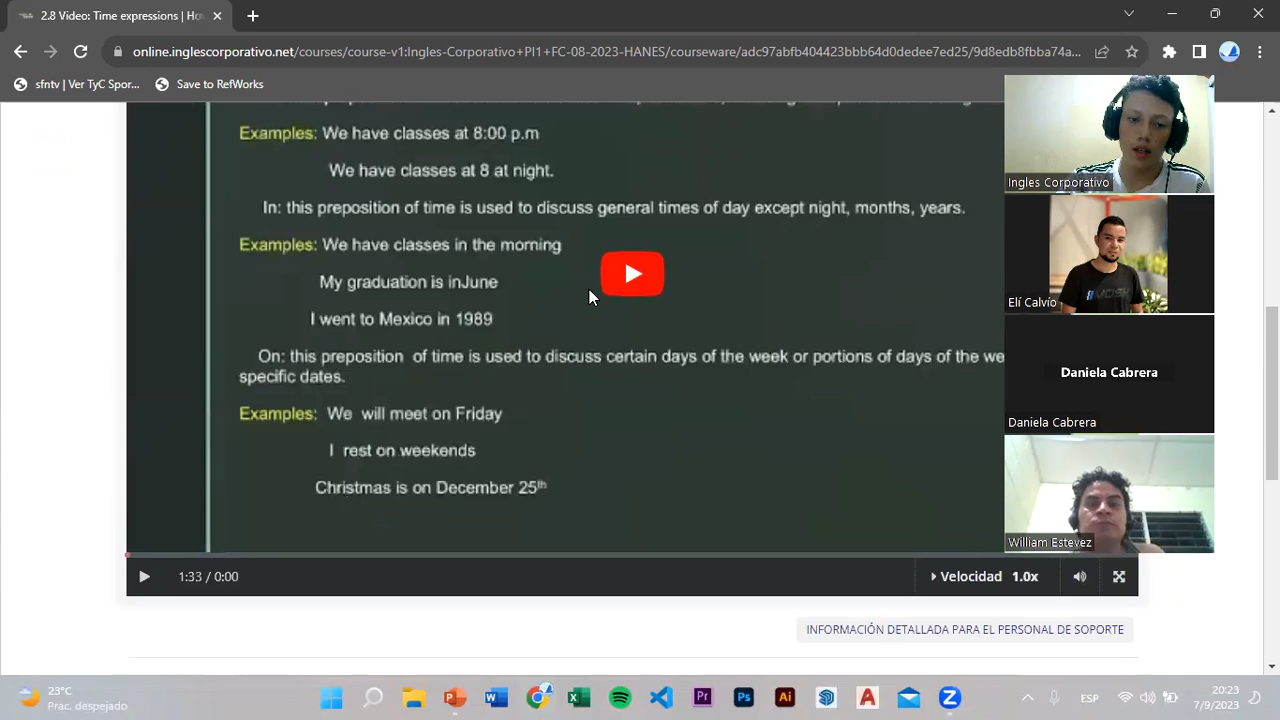 2.8 Video: Time expressions | Ho
online.inglescorporativo.net/courses/course-v1:Ingles-Corporativo+PI1+FC-08-2023-HANES/courseware/adc97abfb404423bbb64d0dedee7ed25/9d8edb8fbba74a...
sfntv | Ver TyC Spor...
Save to RefWorks
Examples: We have classes at 8:00 p.m
We have classes at 8 at night.
In: this preposition of time is used to discuss general times of day except night, months, years.
Examples: We have classes in the morning
My graduation is inJune
I went to Mexico in 1989
On: this preposition of time is used to discuss certain days of the week or portions of days of the we
specific dates.
Examples: We will meet on Friday
I rest on weekends
Christmas is on December 25th
Ingles Corporativo
Elí Calvío
Daniela Cabrera
Daniela Cabrera
William Estevez
1:33 / 0:00
Velocidad 1.0x
INFORMACIÓN DETALLADA PARA EL PERSONAL DE SOPORTE
23°C
Prac. despejado
ESP
20:23
7/9/2023